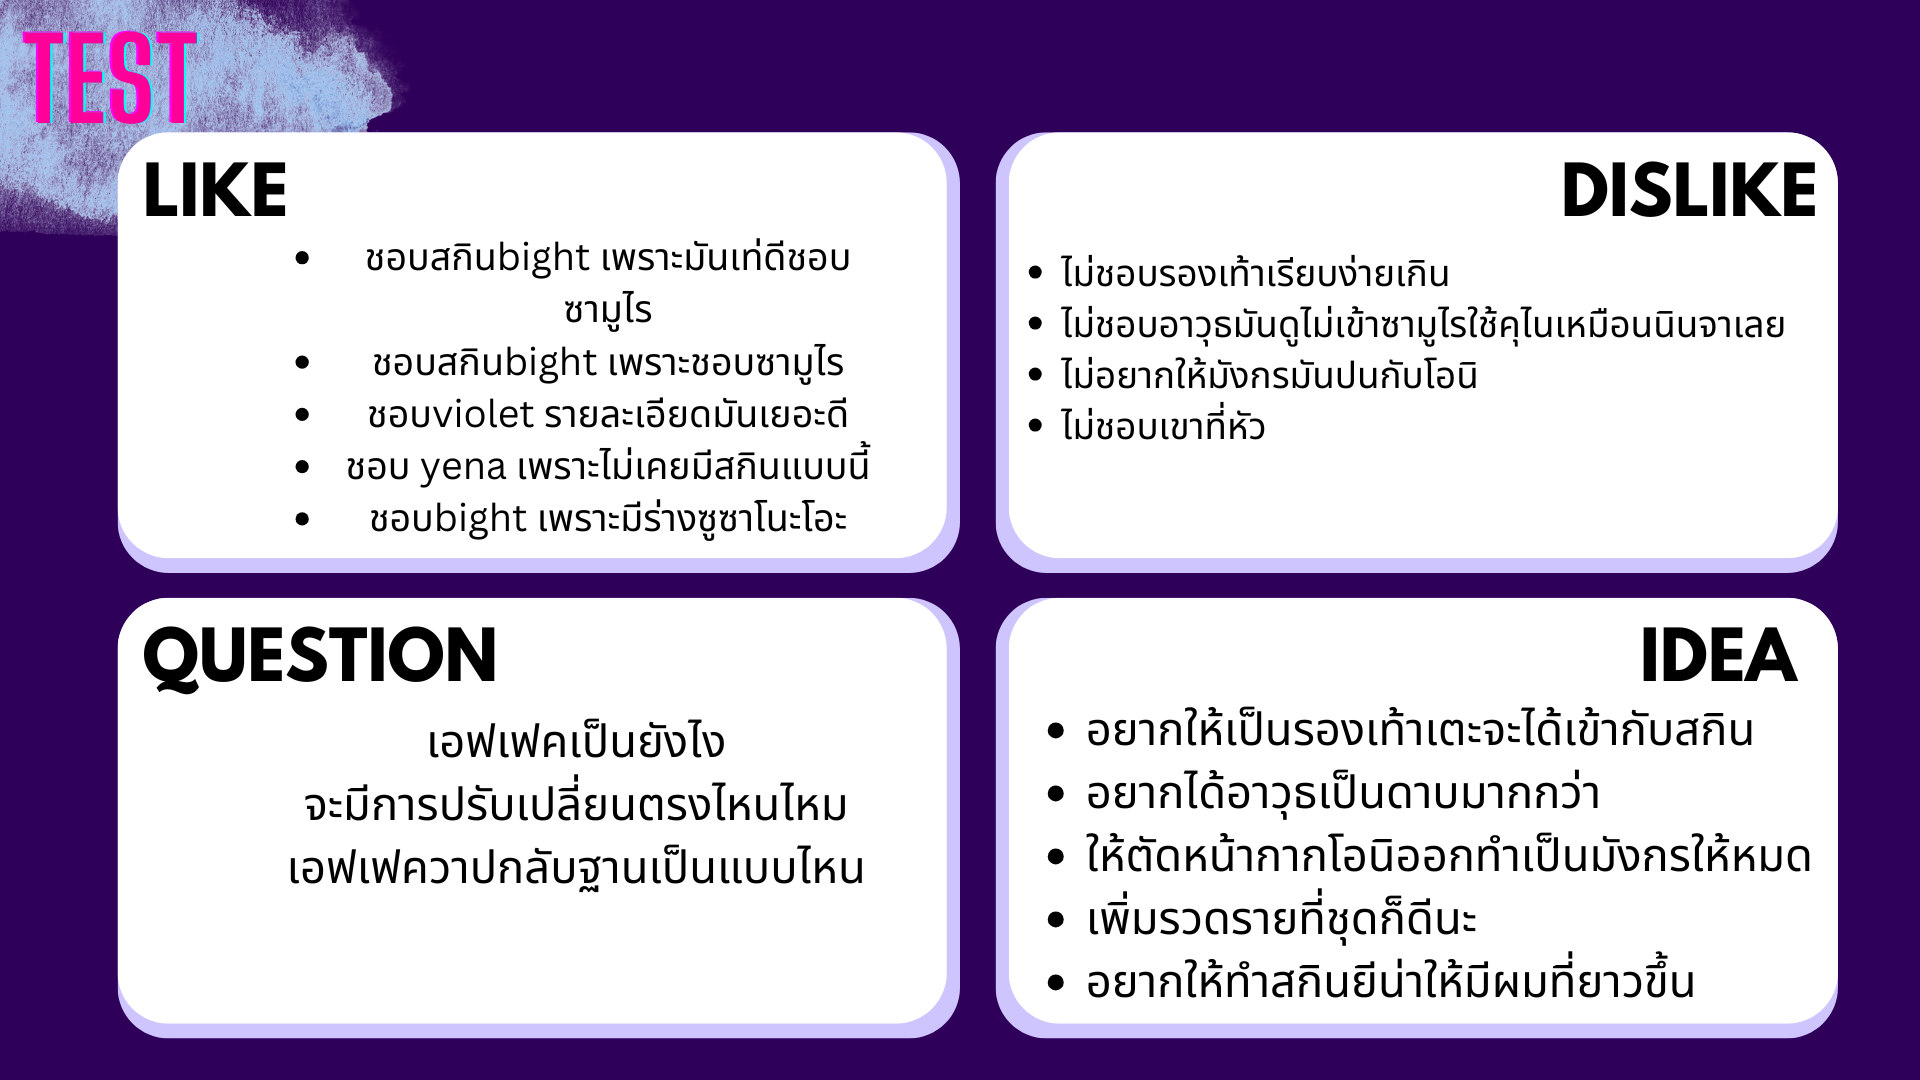 TEST
LIKE
• ชอบสกินbight เพราะมันเท่ดีชอบ
ซามูไร
• ชอบสกินbight เพราะชอบซามูไร
• ชอบviolet รายละเอียดมันเยอะดี
• ชอบ yena เพราะไม่เคยมีสกินแบบนี้
• ชอบbight เพราะมีร่างซูซาโนะโอะ
DISLIKE
• ไม่ชอบรองเท้าเรียบง่ายเกิน
• ไม่ชอบอาวุธมันดูไม่เข้าซามูไรใช้คุไนเหมือนนินจาเลย
• ไม่อยากให้มังกรมันปนกับโอนิ
• ไม่ชอบเขาที่หัว
QUESTION
เอฟเฟคเป็นยังไง
จะมีการปรับเปลี่ยนตรงไหนไหม
เอฟเฟควาปกลับฐานเป็นแบบไหน
IDEA
• อยากให้เป็นรองเท้าเตะจะได้เข้ากับสกิน
• อยากได้อาวุธเป็นดาบมากกว่า
• ให้ตัดหน้ากากโอนิออกทำเป็นมังกรให้หมด
• เพิ่มรวดรายที่ชุดก็ดีนะ
• อยากให้ทำสกินยีน่าให้มีผมที่ยาวขึ้น